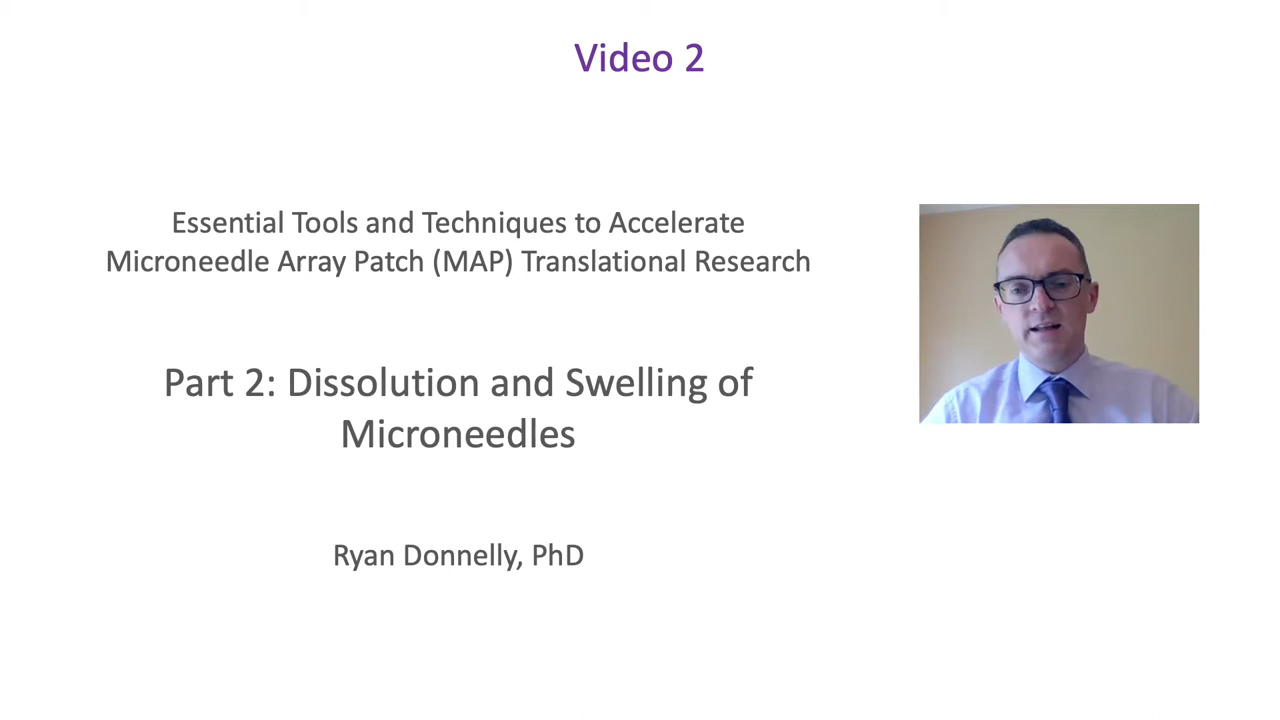 Video 2
Essential Tools and Techniques to Accelerate
Microneedle Array Patch (MAP) Translational Research
Part 2: Dissolution and Swelling of
Microneedles
Ryan Donnelly, PhD